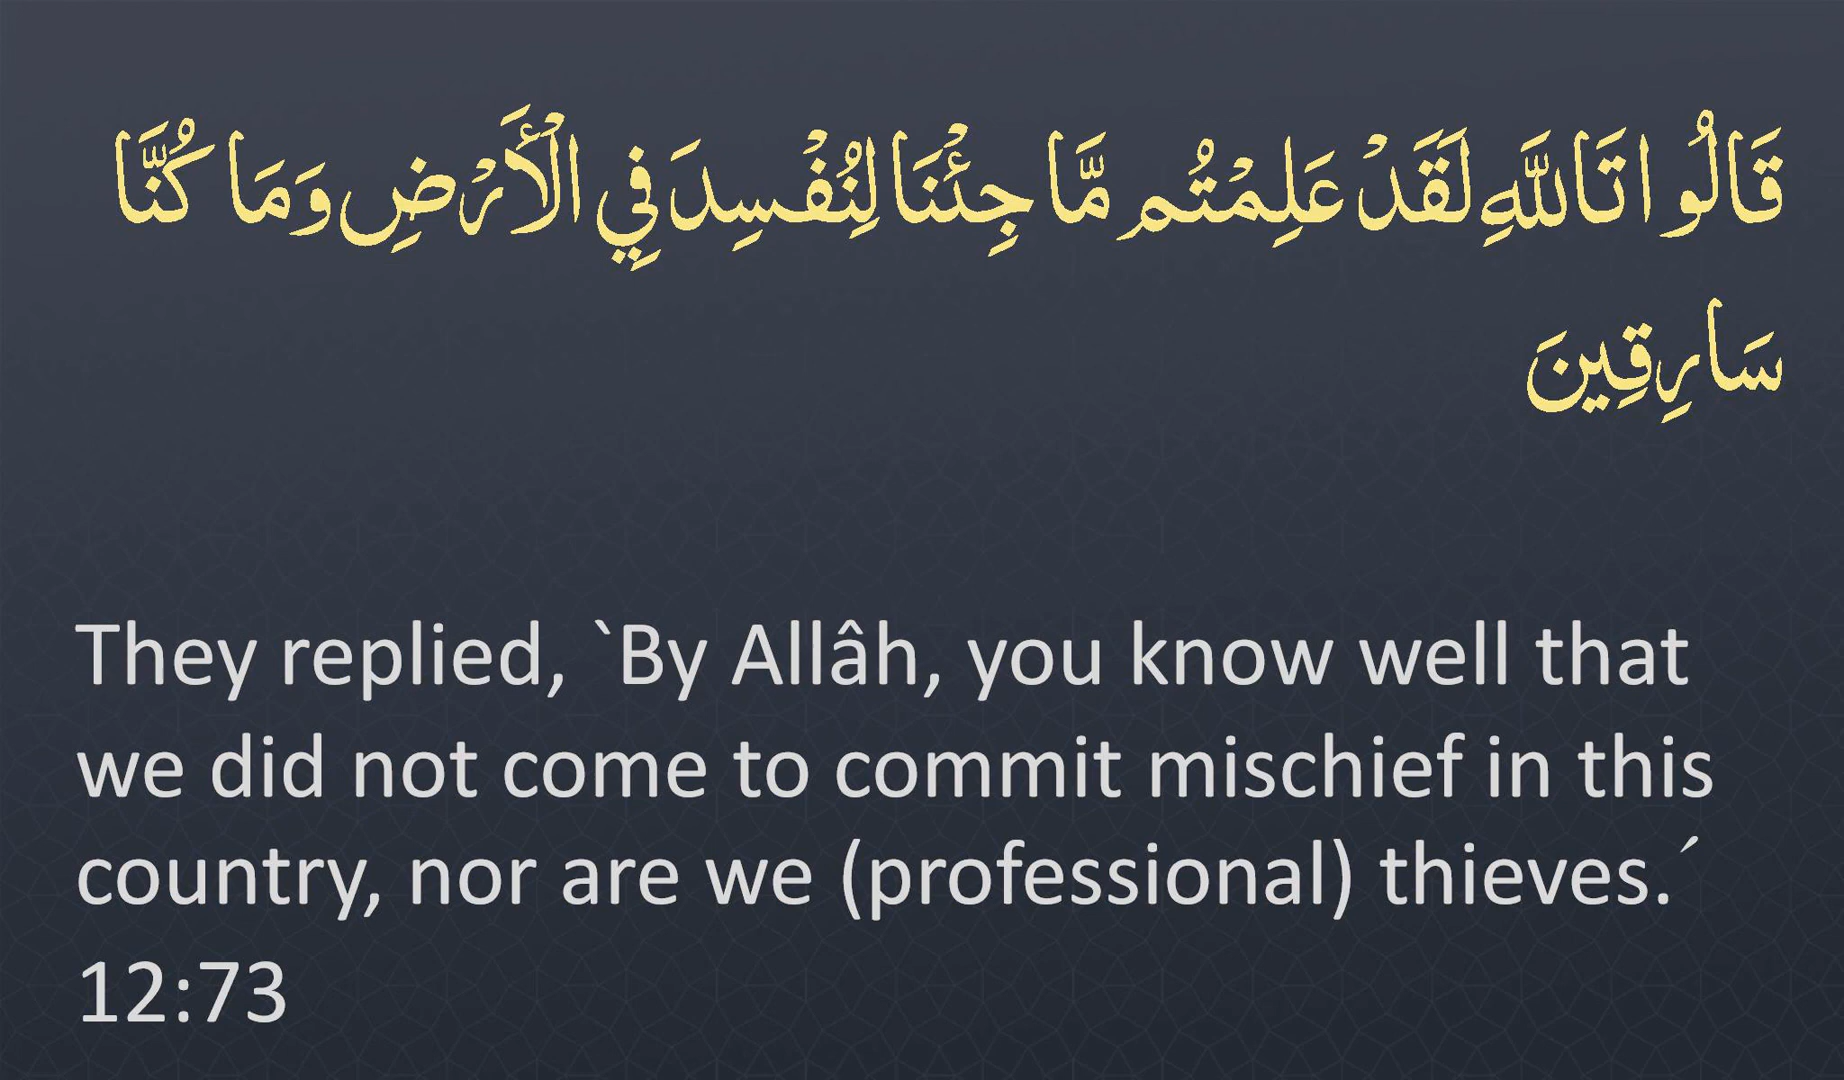 قَالُوا تَاللَّهِ لَقَدْ عَلِمْتُم مَّا جِئْنَا لِنُفْسِدَ فِي الْأَرْضِ وَمَا كُنَّا
سَارِقِينَ
They replied, `By Allâh, you know well that
we did not come to commit mischief in this
country, nor are we (professional) thieves.´
12:73